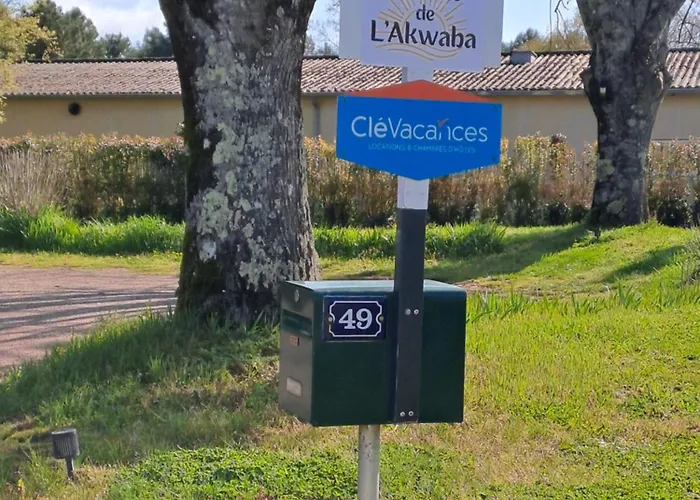 de
L'Akwaba
CléVacances
LOCATIONS & CHAMBRES D'HÔTES
49